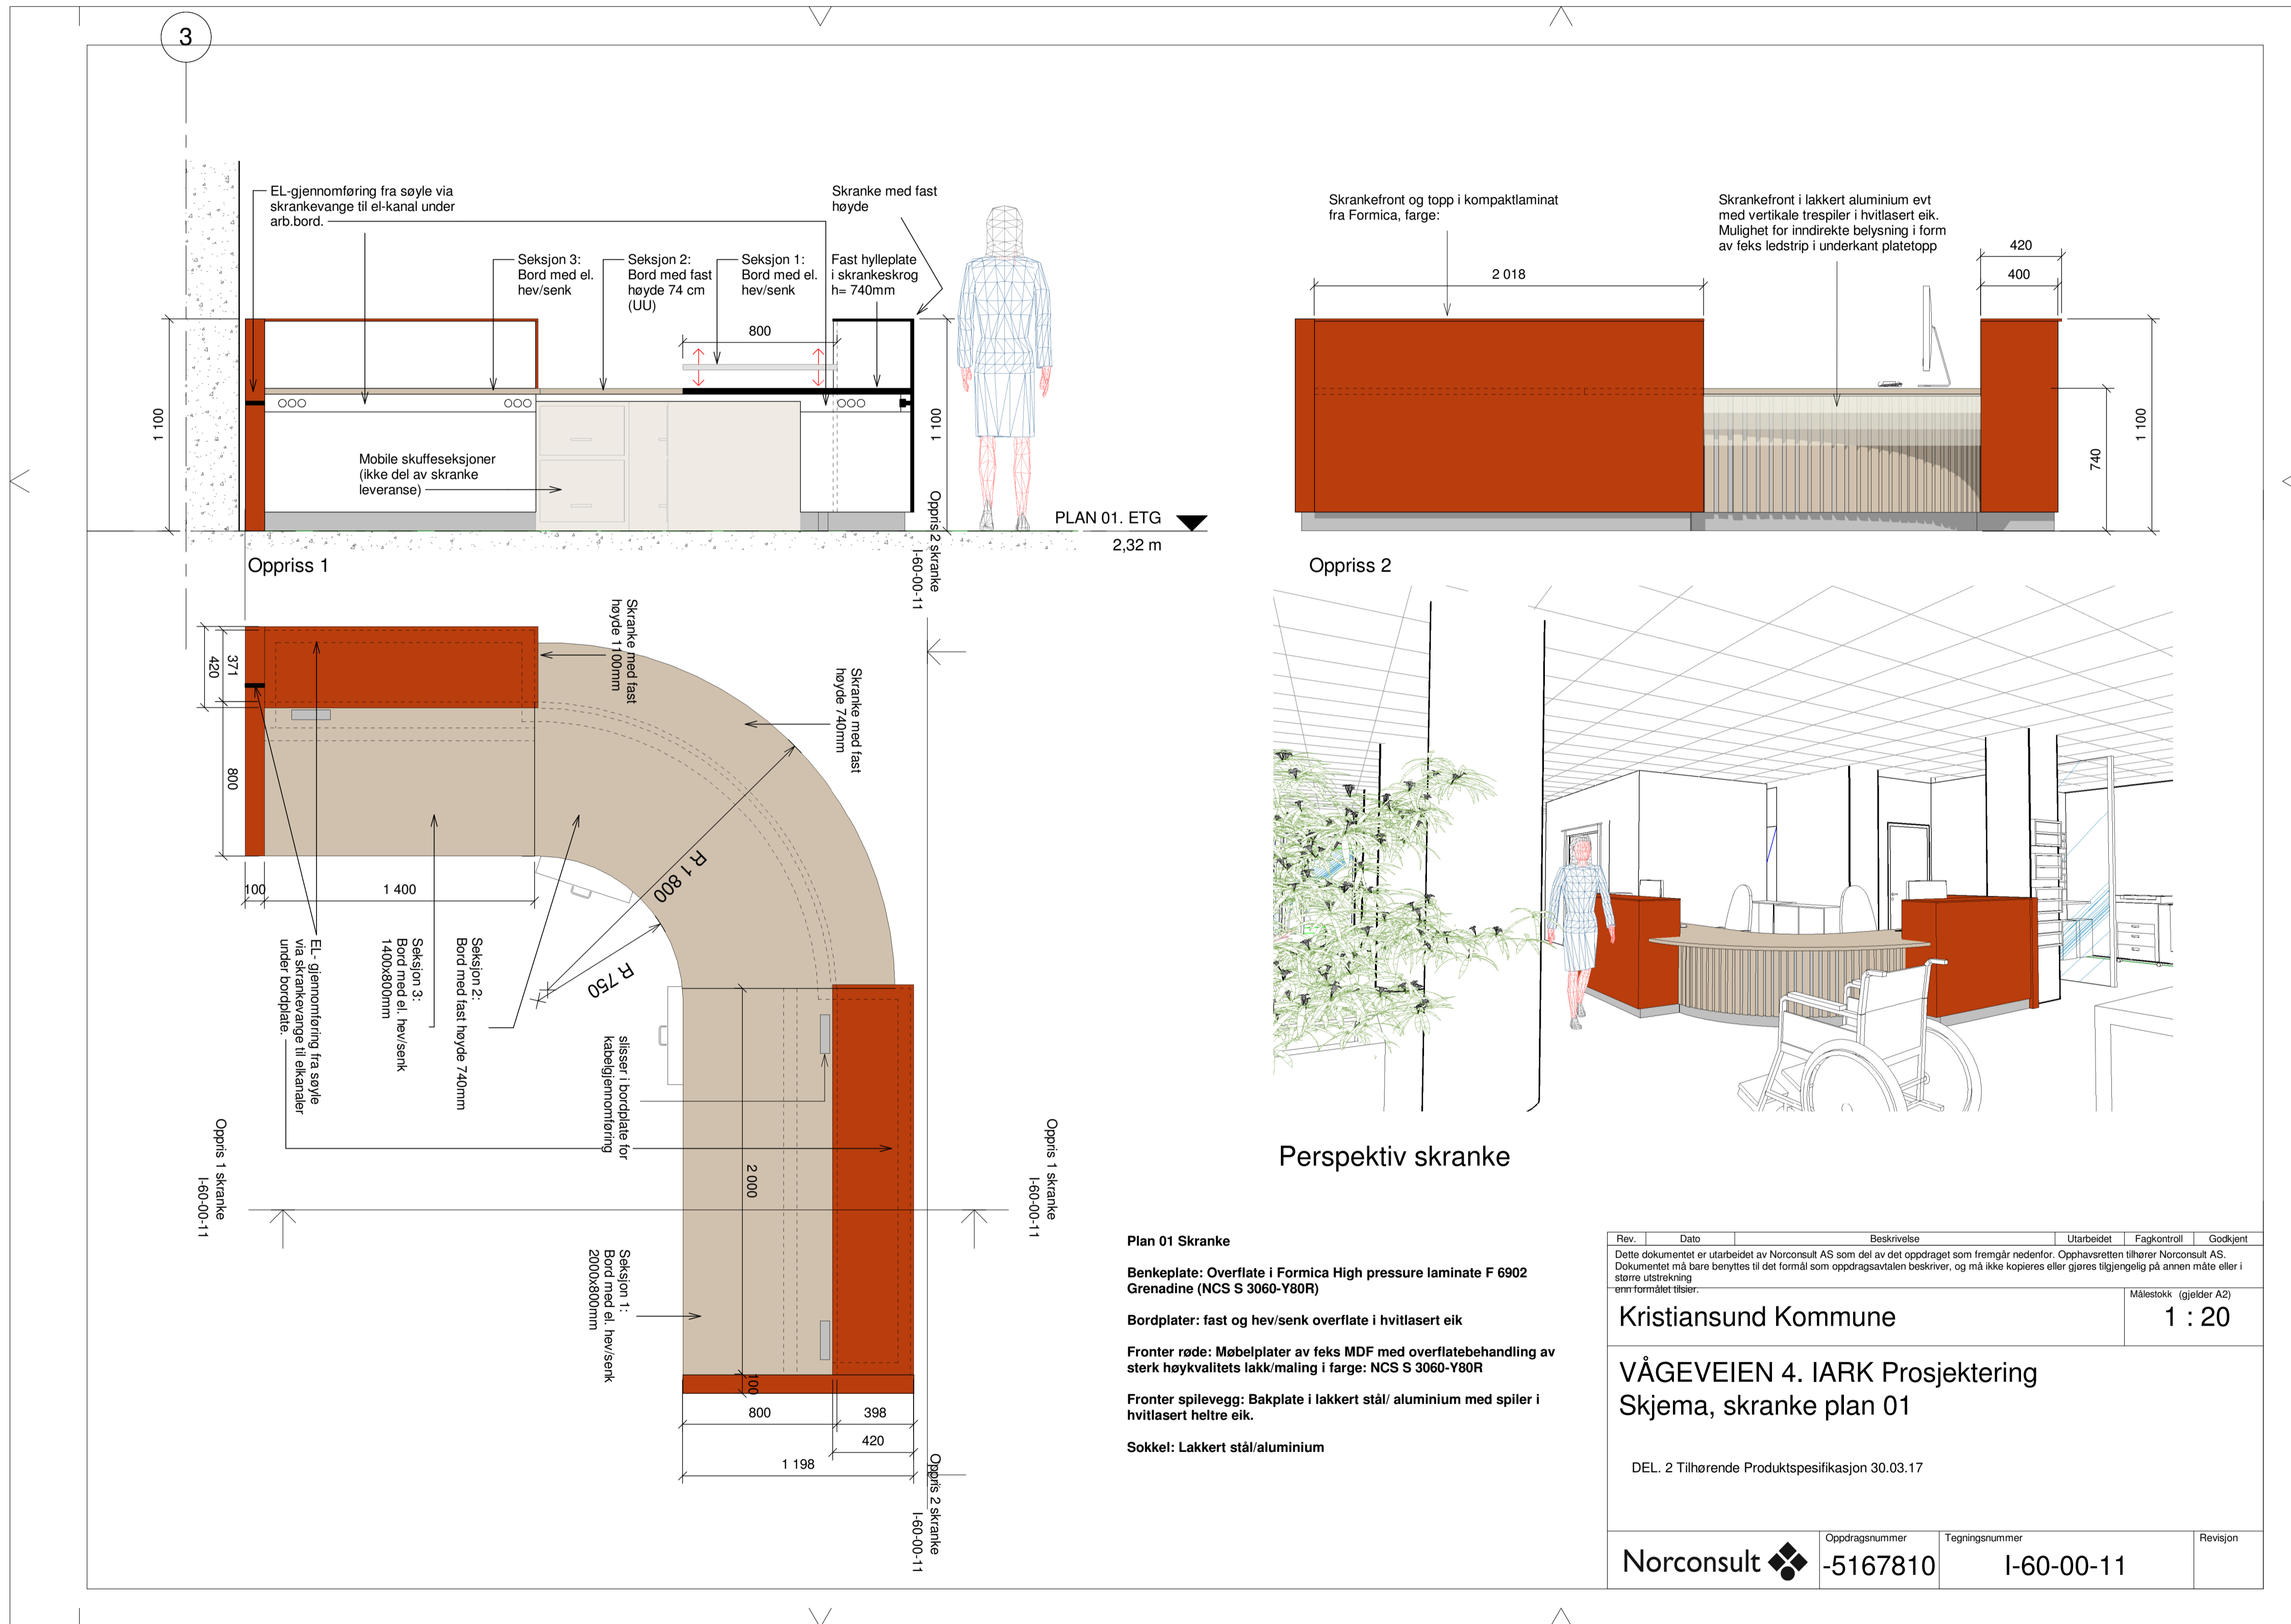 3
EL-gjennomføring fra søyle via
skrankevange til el-kanal under
arb.bord.
Skranke med fast
høyde
Seksjon 3:
Bord med el.
hev/senk
Seksjon 2:
Bord med fast
høyde 74 cm
(UU)
Seksjon 1:
Bord med el.
hev/senk
Fast hylleplate
i skrankeskrog
h= 740mm
800
1 100
1 100
Mobile skuffeseksjoner
(ikke del av skranke
leveranse)
PLAN 01. ETG
2,32 m
Oppriss 1
Oppris 2 skranke
I-60-00-11
Skrankefront og topp i kompaktlaminat
fra Formica, farge:
Skrankefront i lakkert aluminium evt
med vertikale trespiler i hvitlasert eik.
Mulighet for inndirekte belysning i form
av feks ledstrip i underkant platetopp
2 018
420
400
740
1 100
Oppriss 2
Skranke med fast
høyde 1100mm
Skranke med fast
høyde 740mm
371
420
800
100
1 400
R 1 800
R 750
EL- gjennomføring fra søyle
via skrankevange til elkanaler
under bordplate.
Seksjon 3:
Bord med el. hev/senk
1400x800mm
Seksjon 2:
Bord med fast høyde 740mm
slisser i bordplate for
kabelgjennomføring
2 000
Oppris 1 skranke
I-60-00-11
Oppris 1 skranke
I-60-00-11
Seksjon 1:
Bord med el. hev/senk
2000x800mm
100
800
398
420
1 198
Oppris 2 skranke
I-60-00-11
Perspektiv skranke
Plan 01 Skranke
Benkeplate: Overflate i Formica High pressure laminate F 6902
Grenadine (NCS S 3060-Y80R)
Bordplater: fast og hev/senk overflate i hvitlasert eik
Fronter røde: Møbelplater av feks MDF med overflatebehandling av
sterk høykvalitets lakk/maling i farge: NCS S 3060-Y80R
Fronter spilevegg: Bakplate i lakkert stål/ aluminium med spiler i
hvitlasert heltre eik.
Sokkel: Lakkert stål/aluminium
Rev. Dato Beskrivelse Utarbeidet Fagkontroll Godkjent
Dette dokumentet er utarbeidet av Norconsult AS som del av det oppdraget som fremgår nedenfor. Opphavsretten tilhører Norconsult AS.
Dokumentet må bare benyttes til det formål som oppdragsavtalen beskriver, og må ikke kopieres eller gjøres tilgjengelig på annen måte eller i
større utstrekning
enn formålet tilsier.
Kristiansund Kommune
Målestokk (gjelder A2)
1 : 20
VÅGEVEIEN 4. IARK Prosjektering
Skjema, skranke plan 01
DEL. 2 Tilhørende Produktspesifikasjon 30.03.17
Norconsult
Oppdragsnummer
-5167810
Tegningsnummer
I-60-00-11
Revisjon